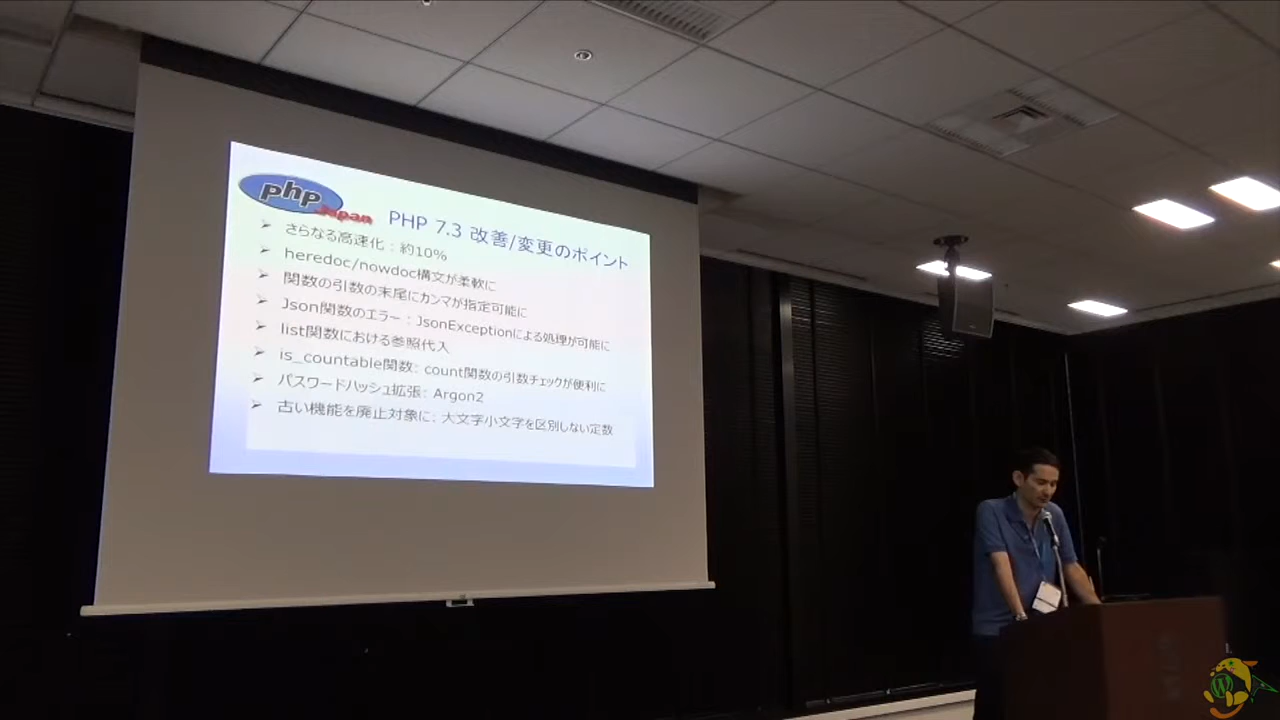 php
Japan
PHP 7.3 改善/変更のポイント
さらなる高速化：約10%
heredoc/nowdoc構文が柔軟に
関数の引数の末尾にカンマが指定可能に
Json関数のエラー：JsonExceptionによる処理が可能に
list関数における参照代入
is_countable関数: count関数の引数チェックが便利に
パスワードハッシュ拡張: Argon2
古い機能を廃止対象に: 大文字小文字を区別しない定数